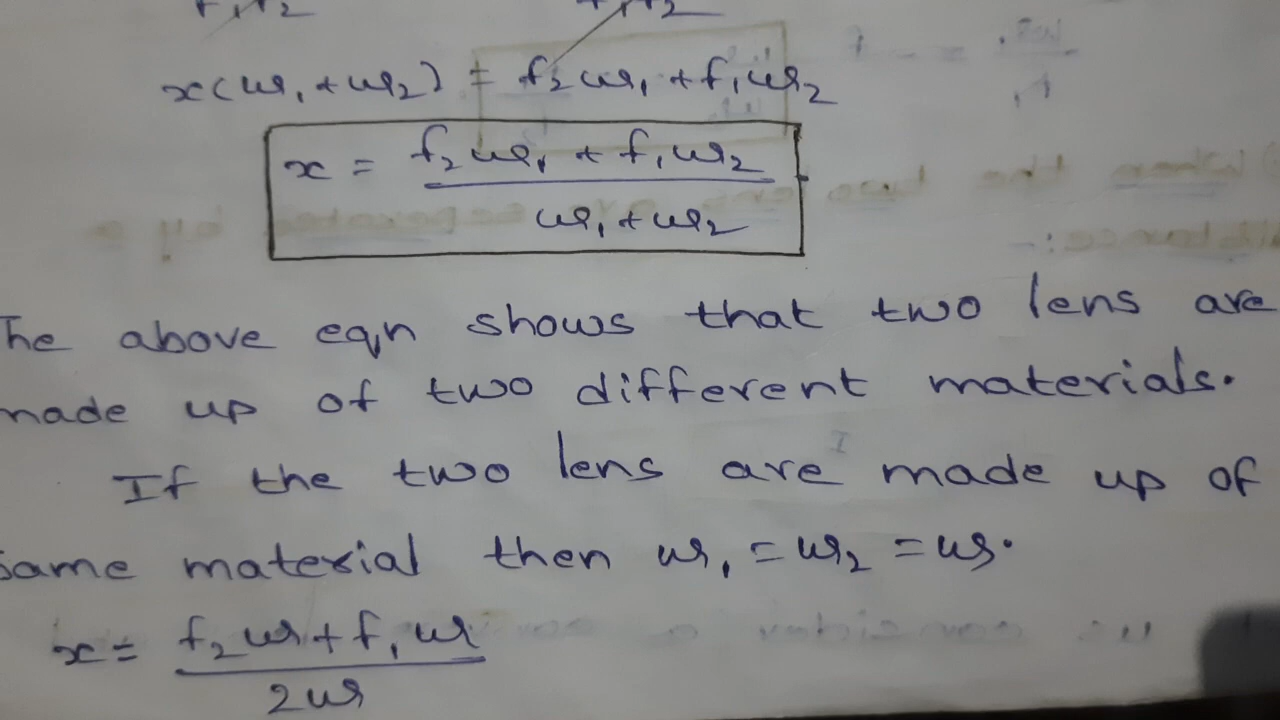 x(ω₁+ω₂) = f₂ω₁ + f₁ω₂
x = f₂ω₁ + f₁ω₂
ω₁+ω₂
The above eqn shows that two lens are
made up of two different materials.
If the two lens are made up of
same material then ω₁ = ω₂ = ω.
x = f₂ω + f₁ω
2ω